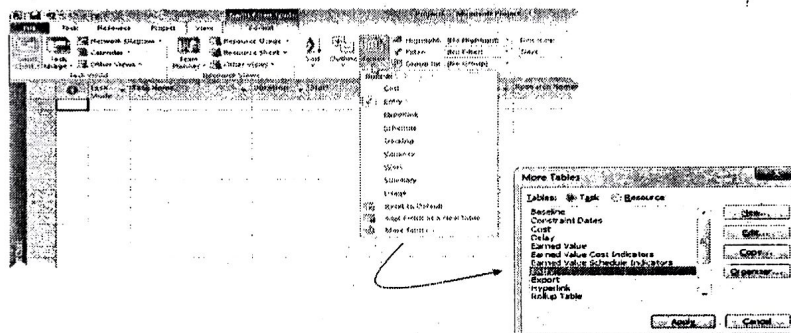 Task Resource Project View Format
Network Diagram Resource Usage Highlight: [No Highlight]
Calendar Resource Sheet Filter: [No Filter] Days
Other Views Team Planner Other Views Sort Outline Group by: [No Group]
Task Views Resource Views
Task Mode Task Name Duration Start Resource Names
Cost
Entry
Hyperlink
Schedule
Tracking
Variance
Work
Summary
Usage
Reset to Default
Save Fields as a New Table
More Tables
More Tables
Tables: Task Resource
Baseline
Constraint Dates
Cost
Delay
Earned Value
Earned Value Cost Indicators
Earned Value Schedule Indicators
Export
Hyperlink
Rollup Table
New...
Edit...
Copy...
Organizer...
Apply Cancel